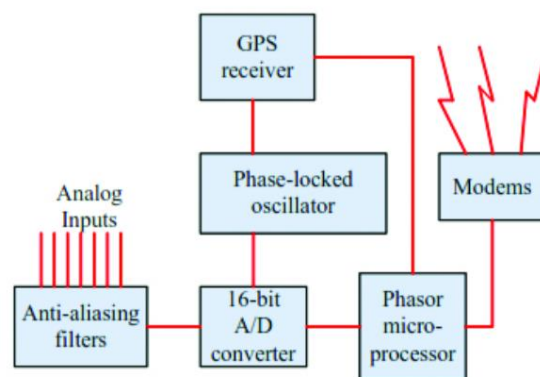 GPS
receiver
Phase-locked
oscillator
Modems
Analog
Inputs
Anti-aliasing
filters
16-bit
A/D
converter
Phasor
micro-
processor